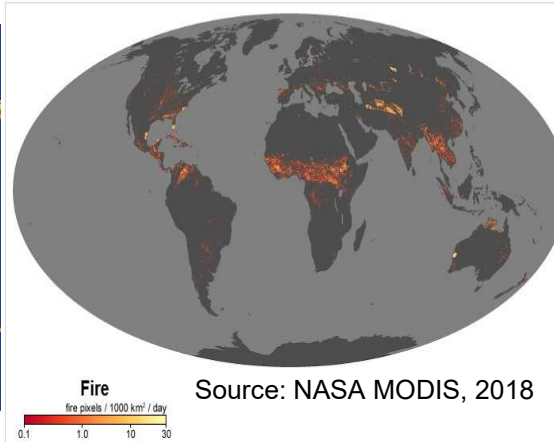 Fire
fire pixels / 1000 km² / day
0.1 1.0 10 30
Source: NASA MODIS, 2018